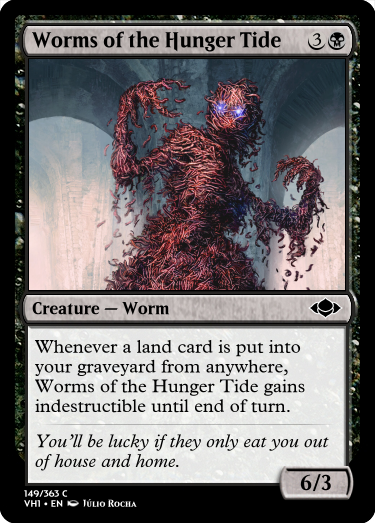 Worms of the Hunger Tide 3
Creature — Worm
Whenever a land card is put into
your graveyard from anywhere,
Worms of the Hunger Tide gains
indestructible until end of turn.
You'll be lucky if they only eat you out
of house and home.
6/3
149/363 C
VH1 • EN Júlio Rocha